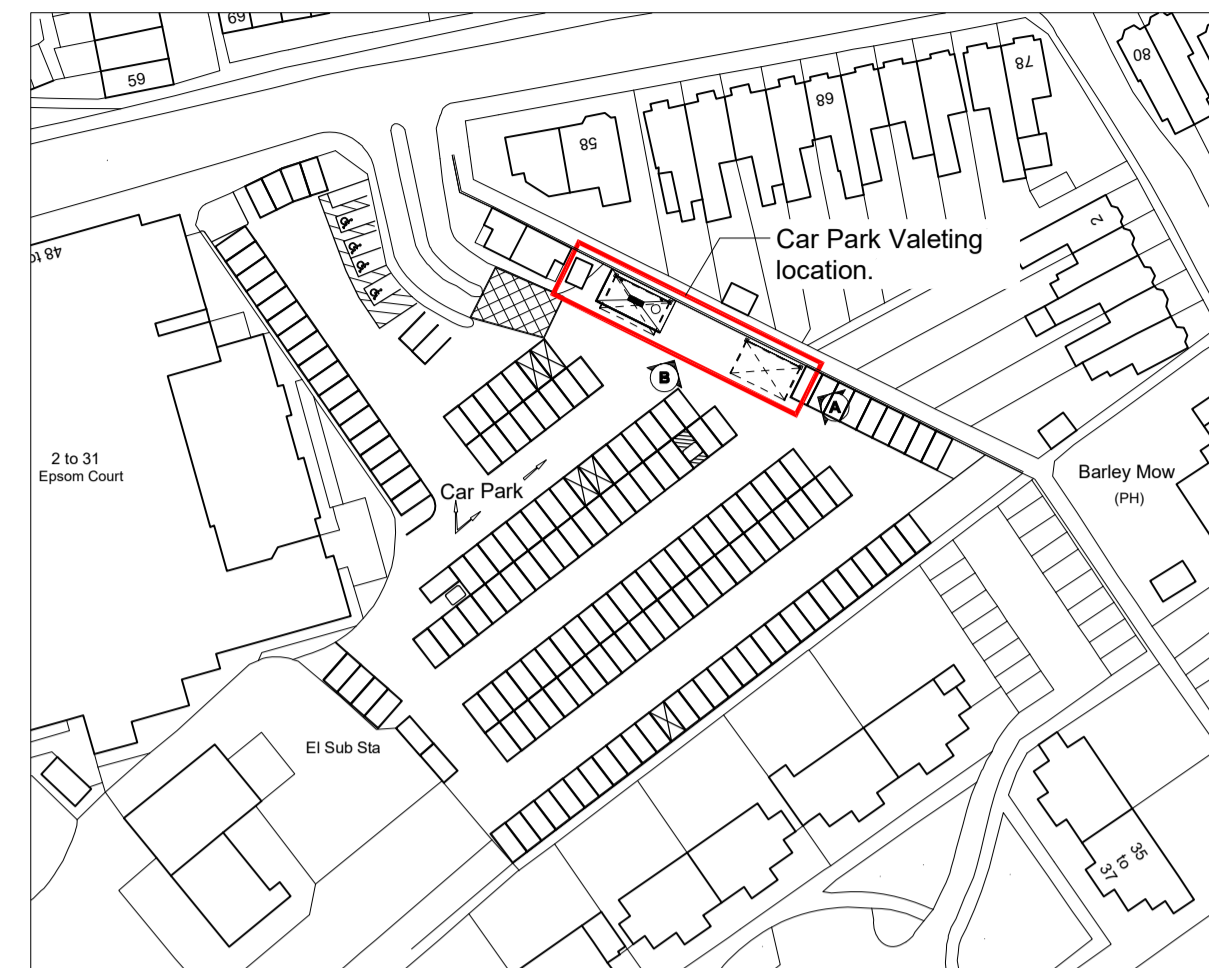 69
59
58
68
78
80
48 to
Car Park Valeting
location.
2
B
A
2 to 31
Epsom Court
Car Park
Barley Mow
(PH)
El Sub Sta
35
to
37